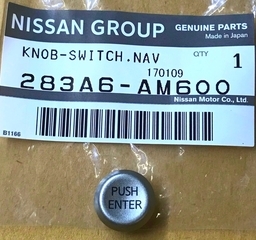 NISSAN GROUP
GENUINE PARTS
Made in Japan
KNOB-SWITCH.NAV
Q'TY 1
170109
283A6-AM600
Nissan Motor Co., Ltd.
B1166
PUSH
ENTER